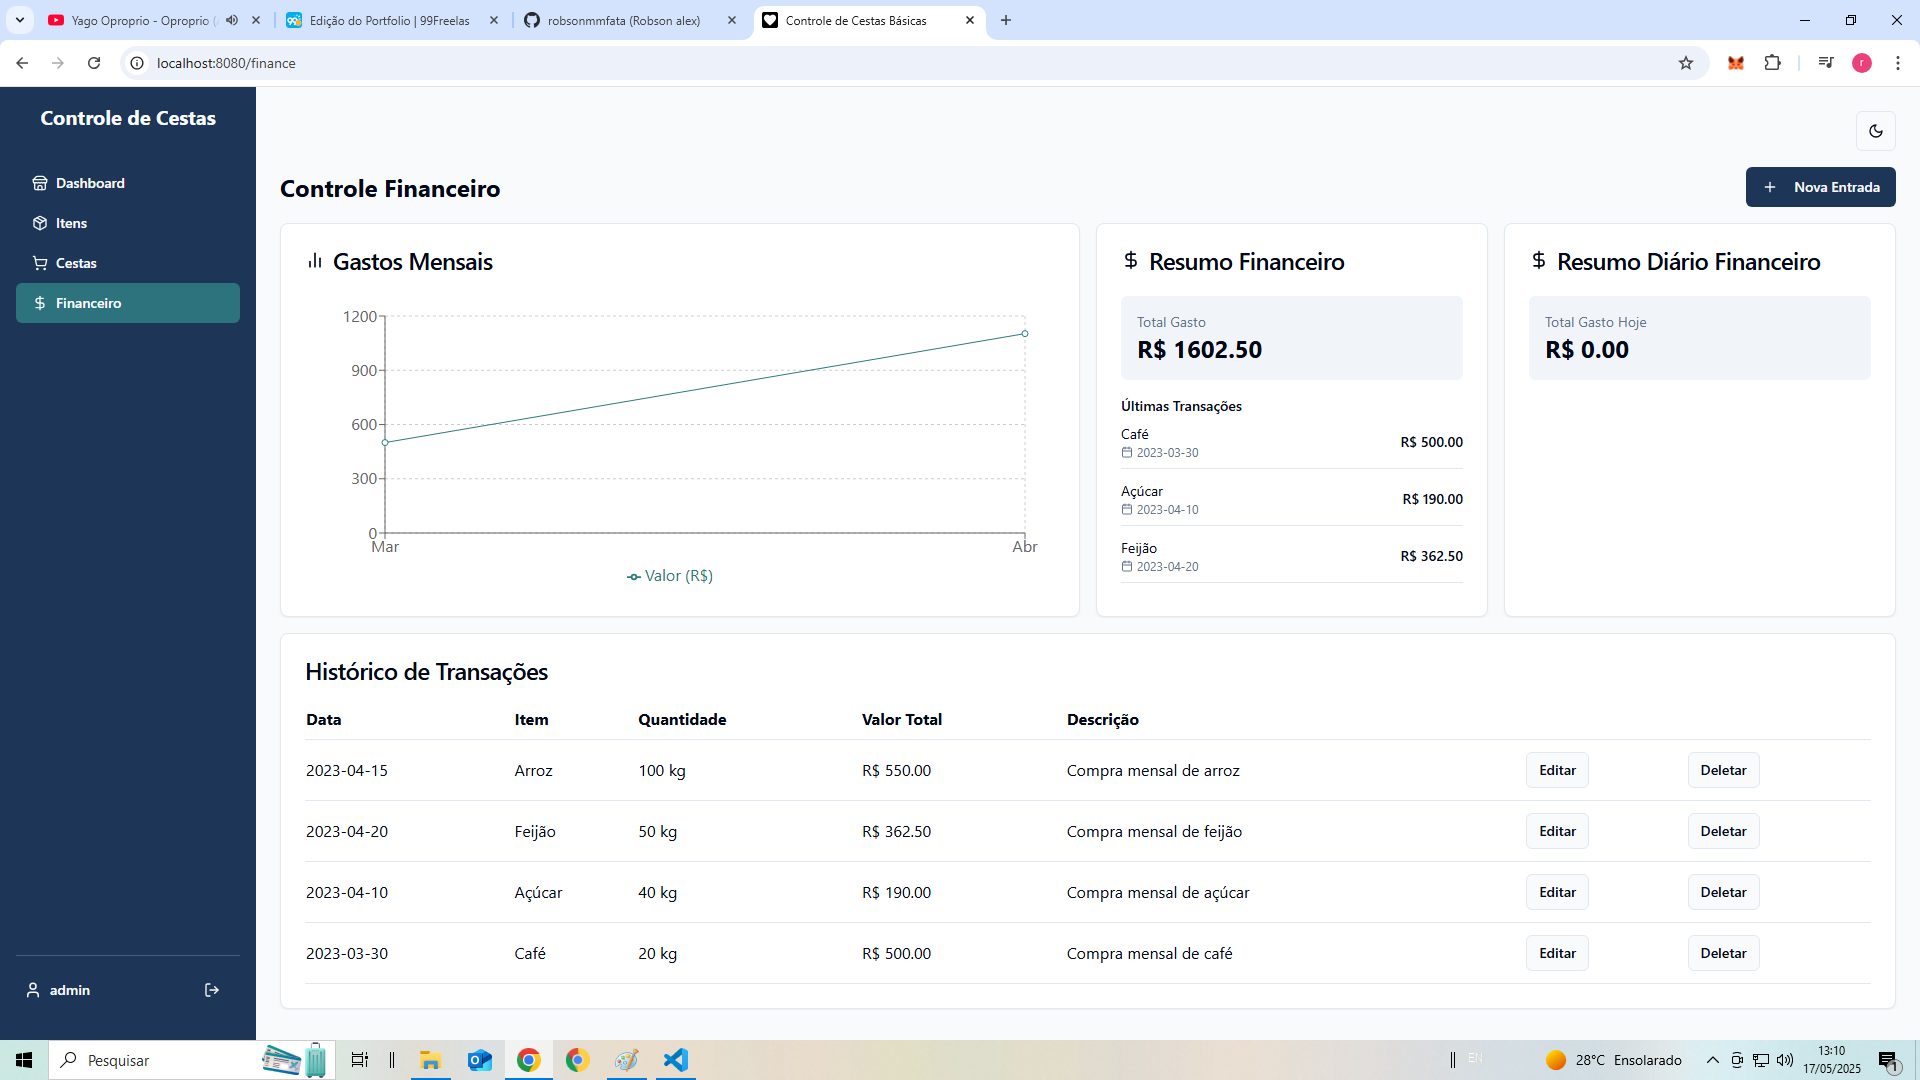 Yago Oproprio - Oproprio (
Edição do Portfolio | 99Freelas
robsonmmfata (Robson alex)
Controle de Cestas Básicas
localhost:8080/finance
r
Controle de Cestas
Dashboard
Itens
Cestas
Financeiro
admin
Controle Financeiro
Nova Entrada
Gastos Mensais
1200
900
600
300
0
Mar
Abr
Valor (R$)
Resumo Financeiro
Total Gasto
R$ 1602.50
Últimas Transações
Café
2023-03-30
R$ 500.00
Açúcar
2023-04-10
R$ 190.00
Feijão
2023-04-20
R$ 362.50
Resumo Diário Financeiro
Total Gasto Hoje
R$ 0.00
Histórico de Transações
Data Item Quantidade Valor Total Descrição
2023-04-15 Arroz 100 kg R$ 550.00 Compra mensal de arroz Editar Deletar
2023-04-20 Feijão 50 kg R$ 362.50 Compra mensal de feijão Editar Deletar
2023-04-10 Açúcar 40 kg R$ 190.00 Compra mensal de açúcar Editar Deletar
2023-03-30 Café 20 kg R$ 500.00 Compra mensal de café Editar Deletar
Pesquisar
EN
28°C Ensolarado
13:10
17/05/2025
1